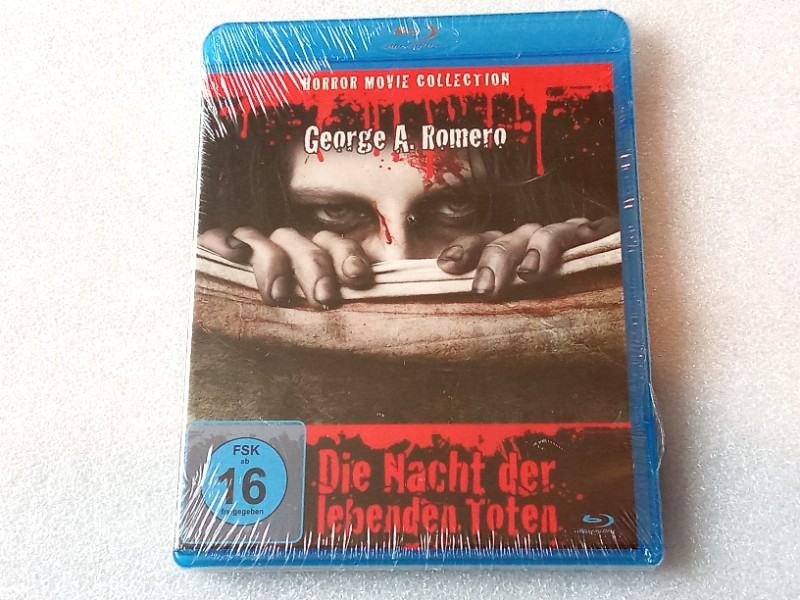 HORROR MOVIE COLLECTION
George A. Romero
FSK
ab
16
freigegeben
Die Nacht der
lebenden Toten